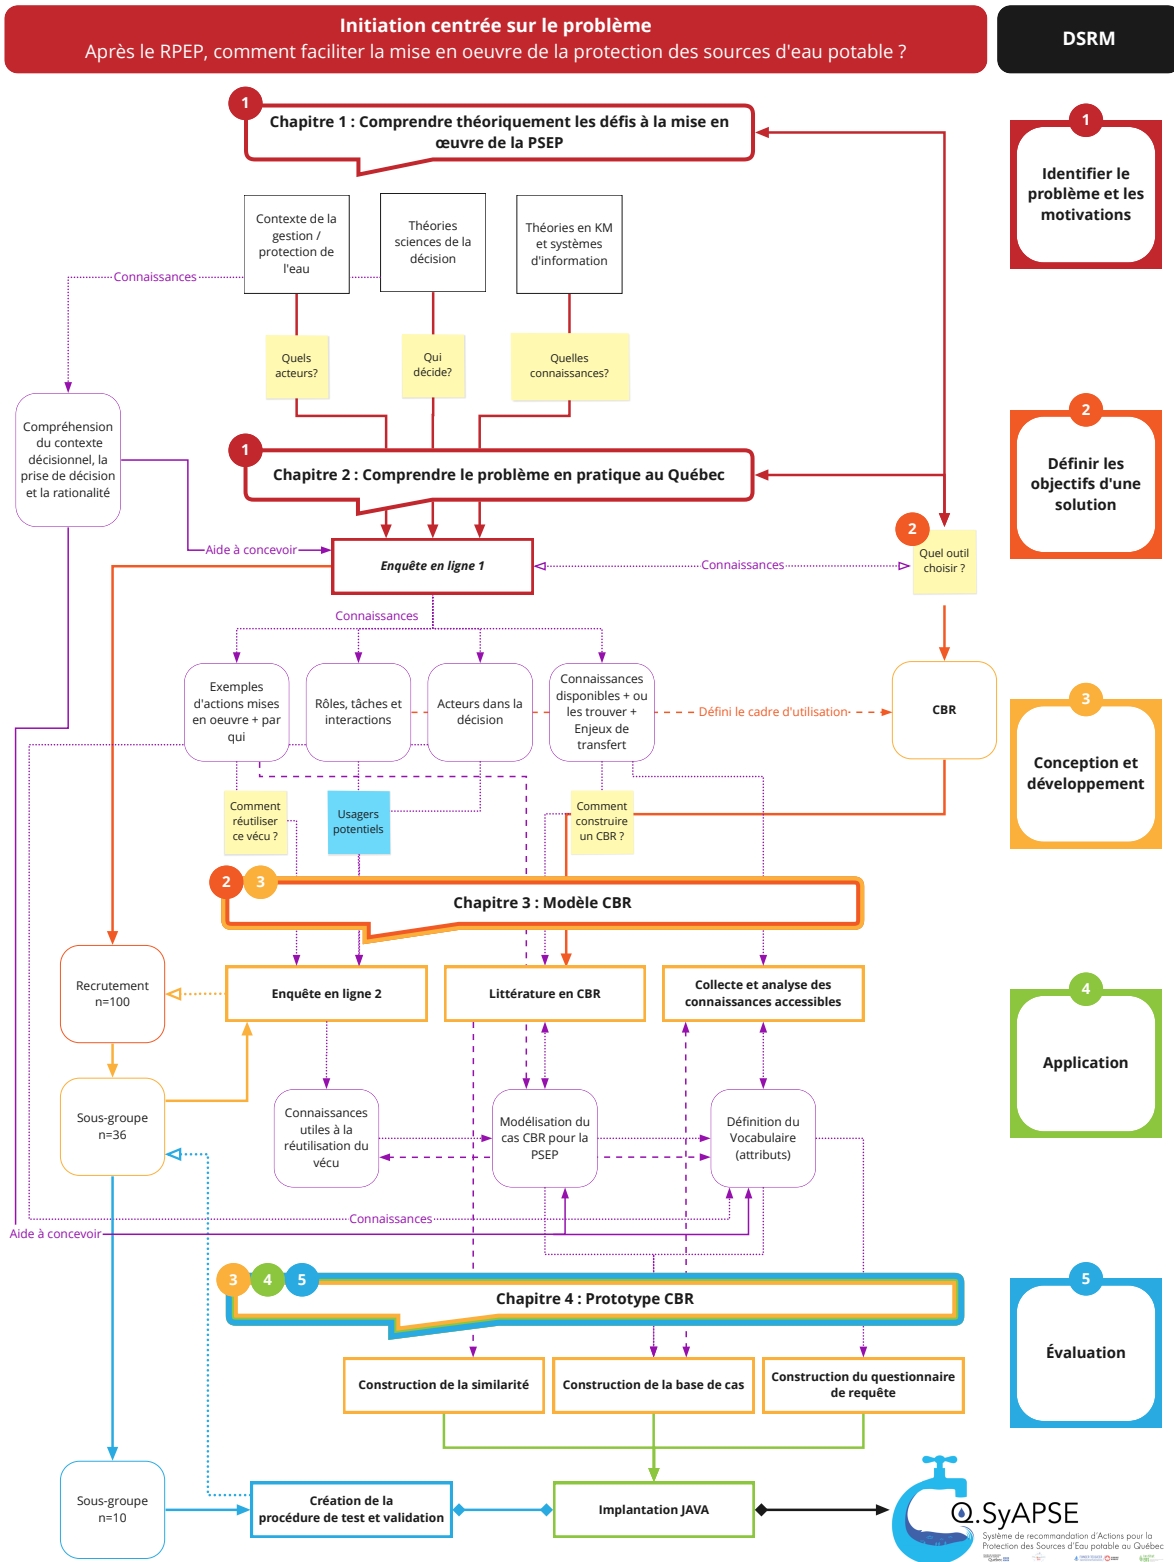 Initiation centrée sur le problème
Après le RPEP, comment faciliter la mise en oeuvre de la protection des sources d'eau potable ?
DSRM
1
Chapitre 1 : Comprendre théoriquement les défis à la mise en
œuvre de la PSEP
1
Identifier le
problème et les
motivations
Contexte de la
gestion /
protection de
l'eau
Théories
sciences de la
décision
Théories en KM
et systèmes
d'information
Connaissances
Quels
acteurs?
Qui
décide?
Quelles
connaissances?
Compréhension
du contexte
décisionnel, la
prise de décision
et la rationalité
2
Définir les
objectifs d'une
solution
1
Chapitre 2 : Comprendre le problème en pratique au Québec
Aide à concevoir
Enquête en ligne 1
Connaissances
2
Quel outil
choisir ?
Connaissances
Exemples
d'actions mises
en oeuvre + par
qui
Rôles, tâches et
interactions
Acteurs dans la
décision
Connaissances
disponibles + ou
les trouver +
Enjeux de
transfert
Défini le cadre d'utilisation
CBR
3
Conception et
développement
Comment
réutiliser
ce vécu ?
Usagers
potentiels
Comment
construire
un CBR ?
2
3
Chapitre 3 : Modèle CBR
Recrutement
n=100
Enquête en ligne 2
Littérature en CBR
Collecte et analyse des
connaissances accessibles
4
Application
Sous-groupe
n=36
Connaissances
utiles à la
réutilisation du
vécu
Modélisation du
cas CBR pour la
PSEP
Définition du
Vocabulaire
(attributs)
Connaissances
Aide à concevoir
3
4
5
Chapitre 4 : Prototype CBR
5
Évaluation
Construction de la similarité
Construction de la base de cas
Construction du questionnaire
de requête
Sous-groupe
n=10
Création de la
procédure de test et validation
Implantation JAVA
Q.SyAPSE
Système de recommandation d'Actions pour la
Protection des Sources d'Eau potable au Québec